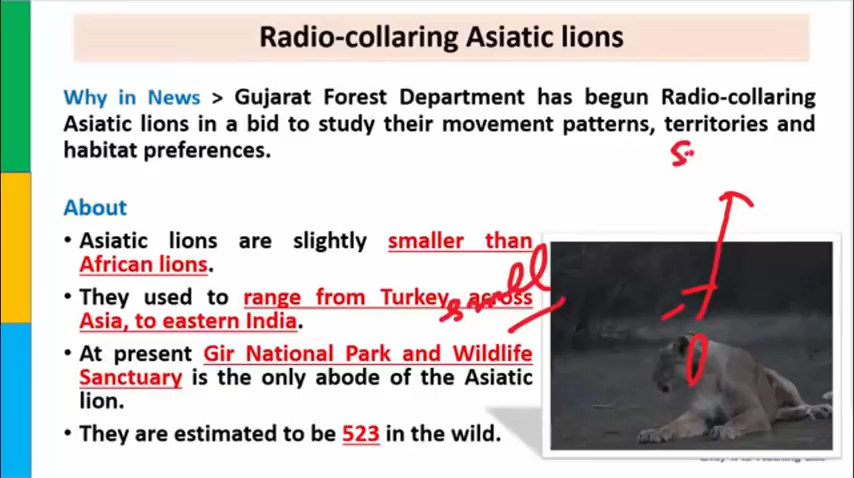 Radio-collaring Asiatic lions
Why in News > Gujarat Forest Department has begun Radio-collaring
Asiatic lions in a bid to study their movement patterns, territories and
habitat preferences.
About
• Asiatic lions are slightly smaller than
African lions.
• They used to range from Turkey, across
Asia, to eastern India.
small
• At present Gir National Park and Wildlife
Sanctuary is the only abode of the Asiatic
lion.
• They are estimated to be 523 in the wild.